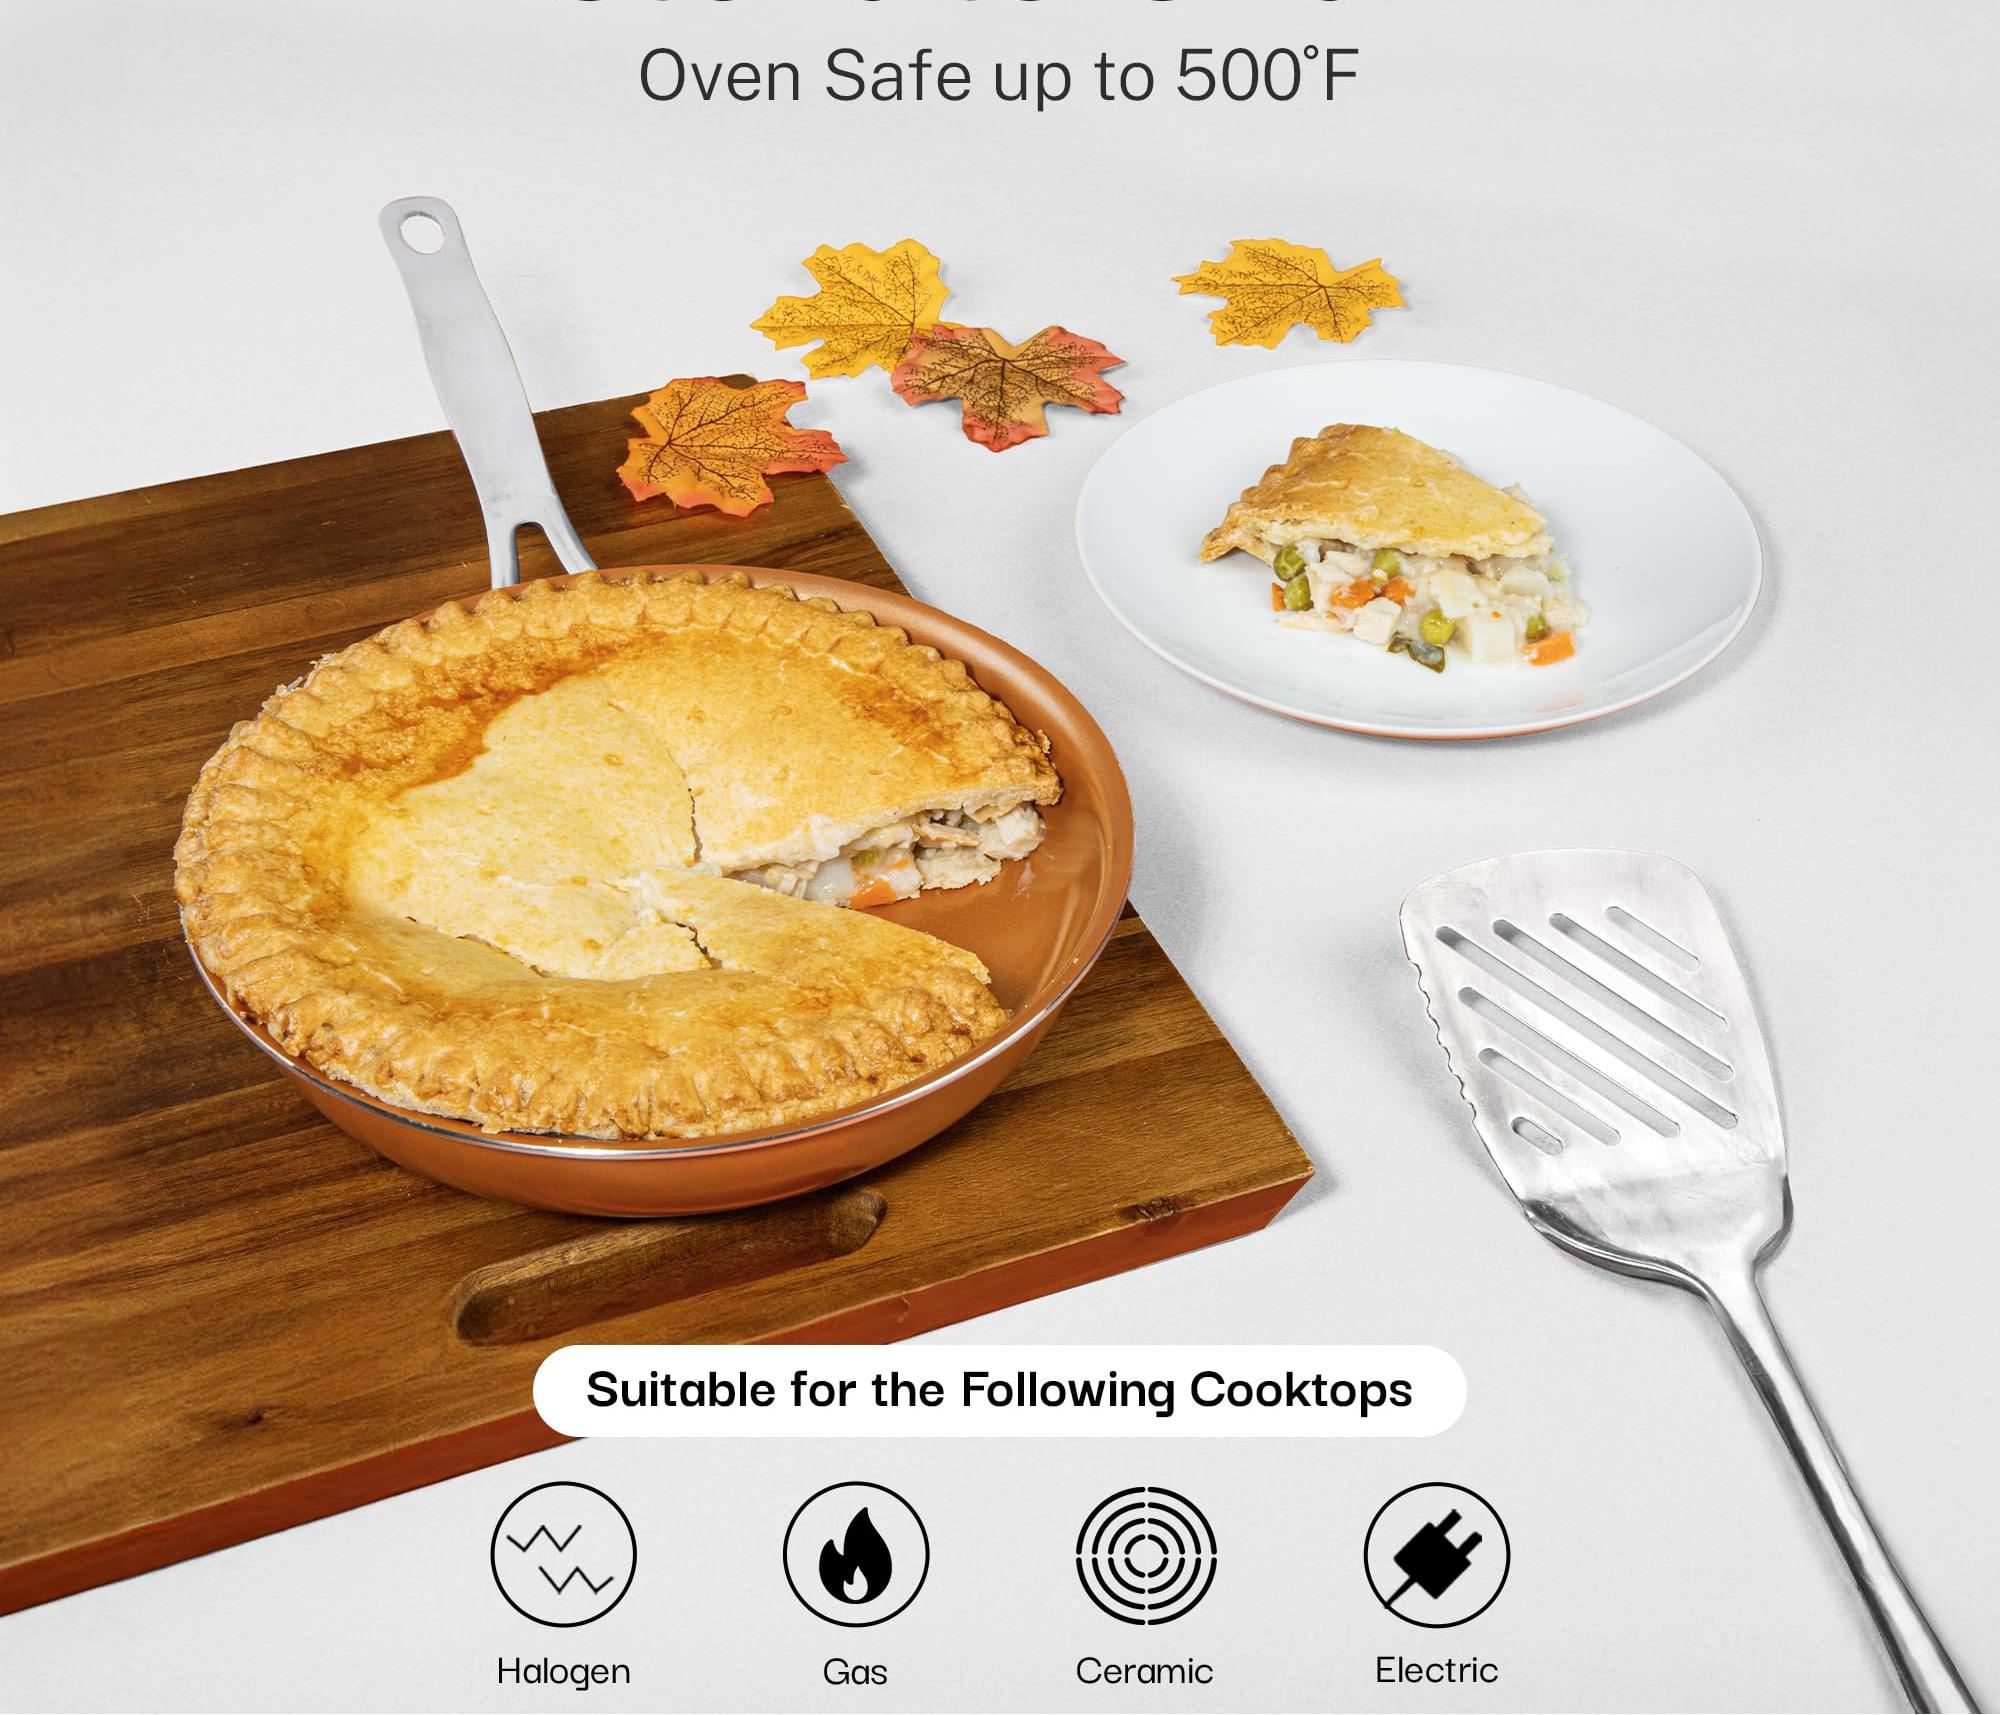 Oven Safe up to 500°F
Suitable for the Following Cooktops
Halogen
Gas
Ceramic
Electric